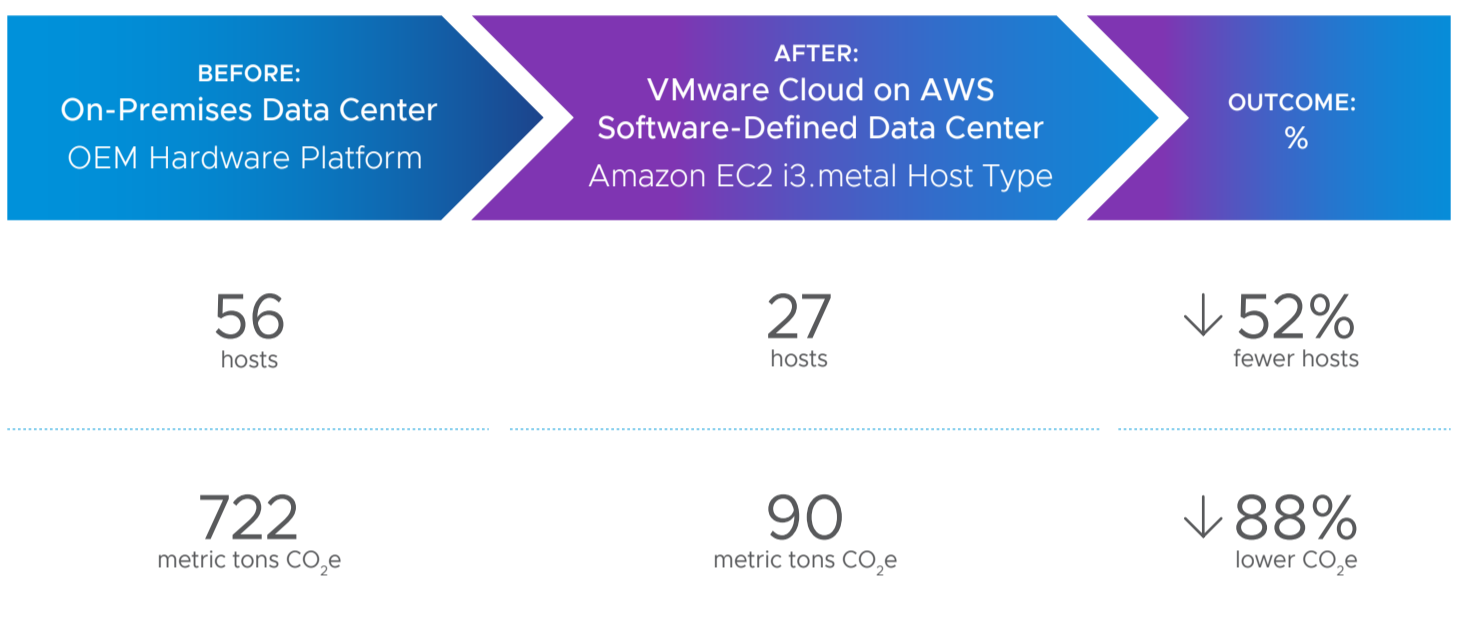 BEFORE:
On-Premises Data Center
OEM Hardware Platform
AFTER:
VMware Cloud on AWS
Software-Defined Data Center
Amazon EC2 i3.metal Host Type
OUTCOME:
%
56
hosts
27
hosts
↓ 52%
fewer hosts
722
metric tons CO₂e
90
metric tons CO₂e
↓ 88%
lower CO₂e